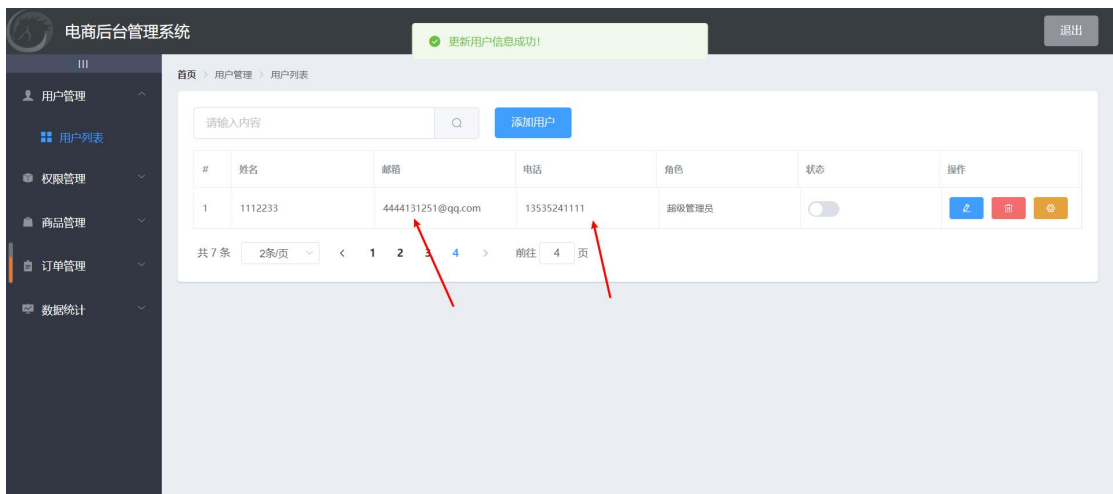 电商后台管理系统
更新用户信息成功!
退出
首页 > 用户管理 > 用户列表
用户管理
用户列表
权限管理
商品管理
订单管理
数据统计
请输入内容
添加用户
# 姓名 邮箱 电话 角色 状态 操作
1 1112233 4444131251@qq.com 13535241111 超级管理员
共 7 条 2条/页 < 1 2 3 4 > 前往 4 页